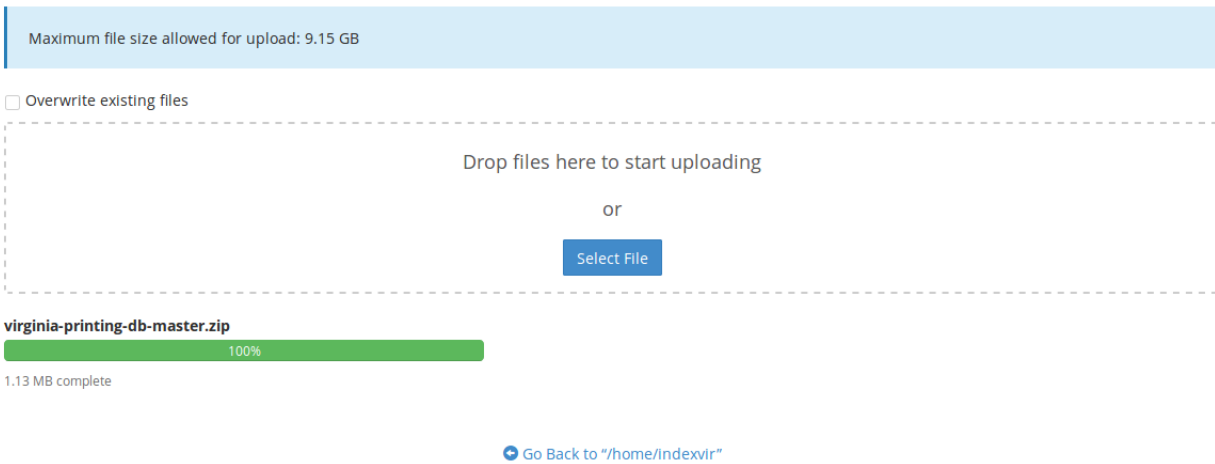 Maximum file size allowed for upload: 9.15 GB
Overwrite existing files
Drop files here to start uploading
or
Select File
virginia-printing-db-master.zip
100%
1.13 MB complete
Go Back to “/home/indexvir”